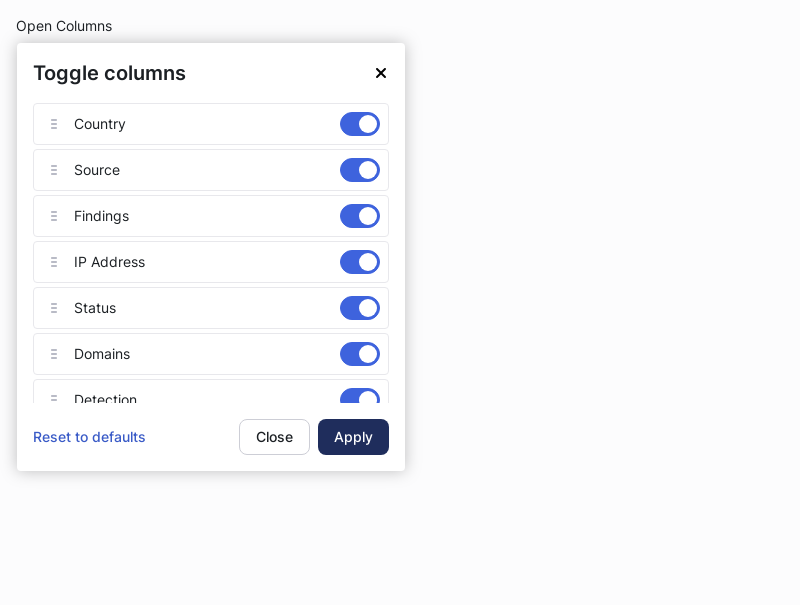 Open Columns
Toggle columns
Country
Source
Findings
IP Address
Status
Domains
Detection
Reset to defaults
Close
Apply